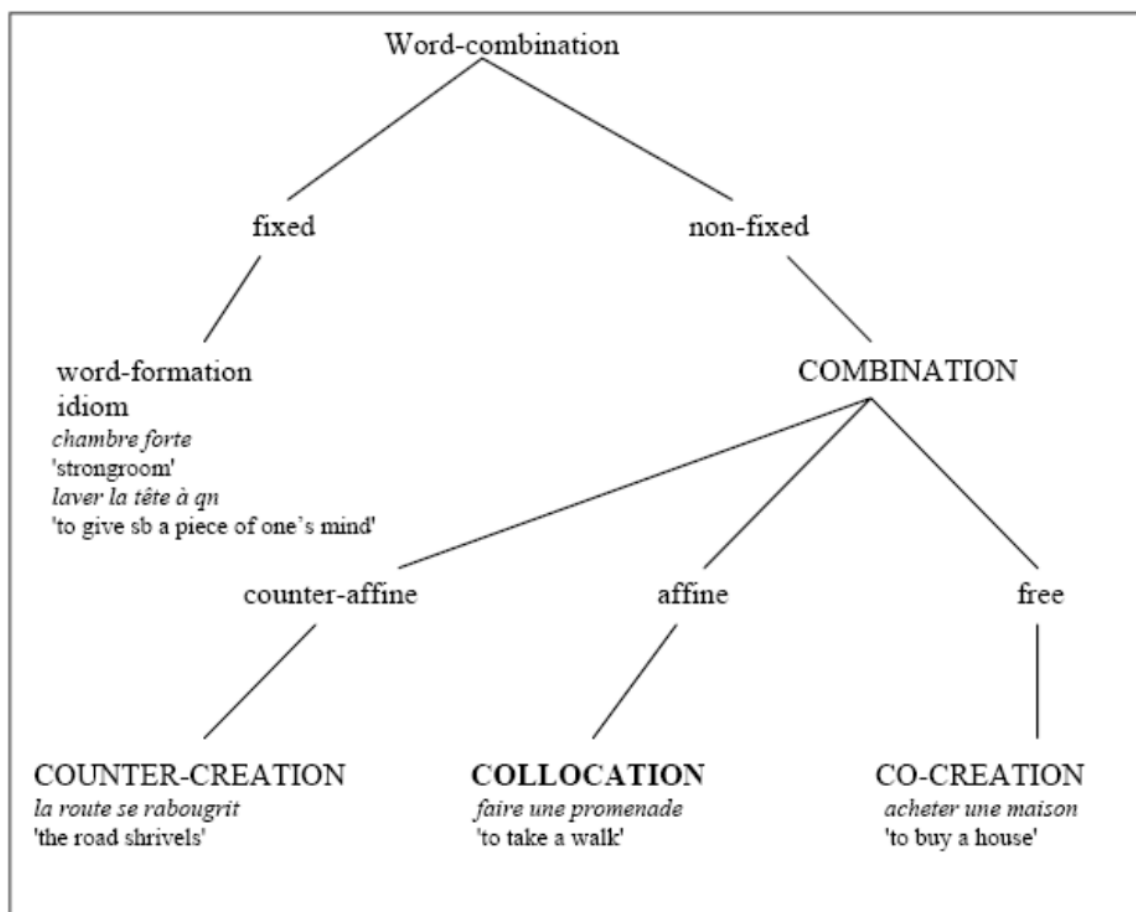 Word-combination
fixed
non-fixed
word-formation
idiom
chambre forte
'strongroom'
laver la tête à qn
'to give sb a piece of one’s mind'
COMBINATION
counter-affine
affine
free
COUNTER-CREATION
la route se rabougrit
'the road shrivels'
COLLOCATION
faire une promenade
'to take a walk'
CO-CREATION
acheter une maison
'to buy a house'